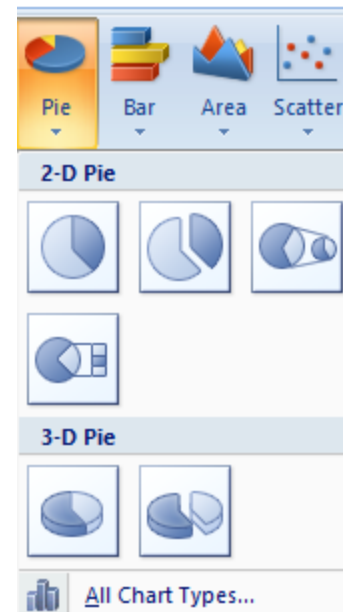 Pie Bar Area Scatter
2-D Pie
3-D Pie
All Chart Types...